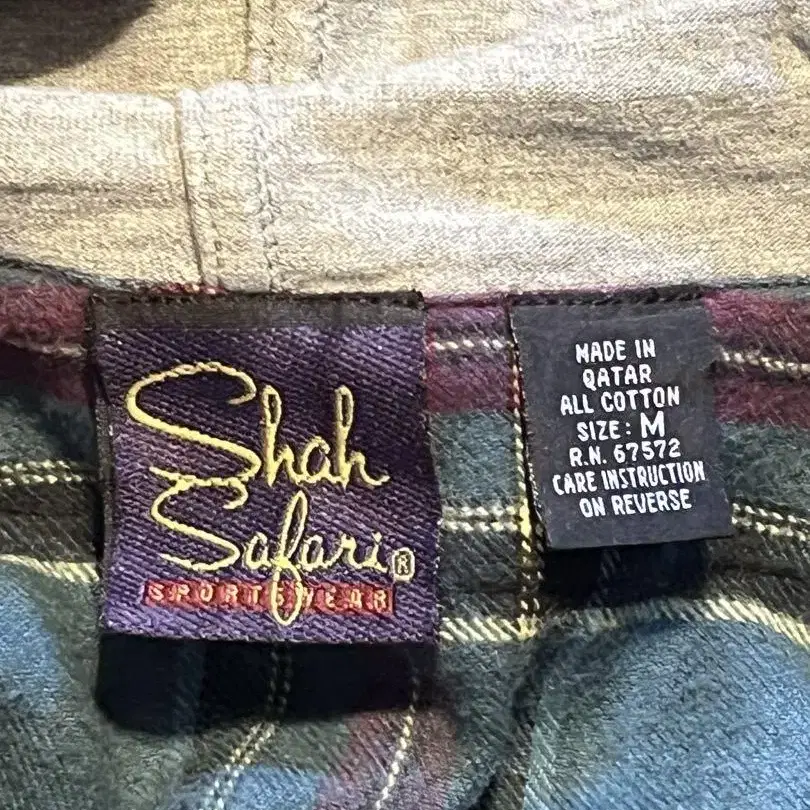 Shah
Safari®
SPORTSWEAR
MADE IN
QATAR
ALL COTTON
SIZE: M
R.N. 67572
CARE INSTRUCTION
ON REVERSE